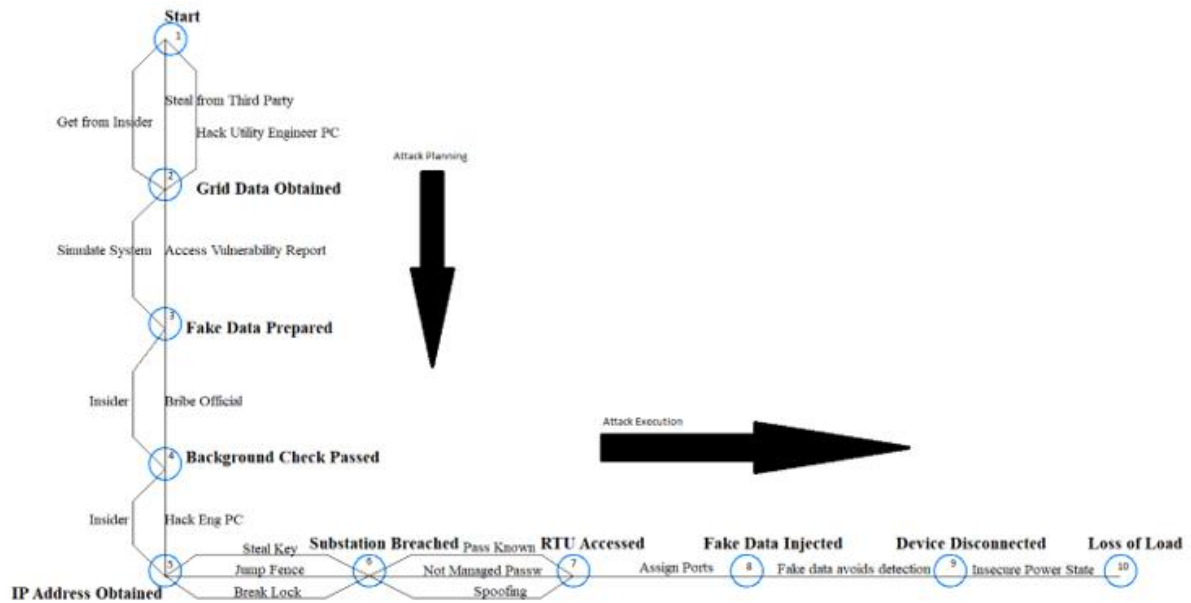 Start
1
Steal from Third Party
Get from Insider
Hack Utility Engineer PC
Attack Planning
2
Grid Data Obtained
Simulate System
Access Vulnerability Report
3
Fake Data Prepared
Insider
Bribe Official
Attack Execution
4
Background Check Passed
Insider
Hack Eng PC
Steal Key
Substation Breached
Pass Known
RTU Accessed
Fake Data Injected
Device Disconnected
Loss of Load
5
Jump Fence
6
Not Managed Passw
7
Assign Ports
8
Fake data avoids detection
9
Insecure Power State
10
IP Address Obtained
Break Lock
Spoofing